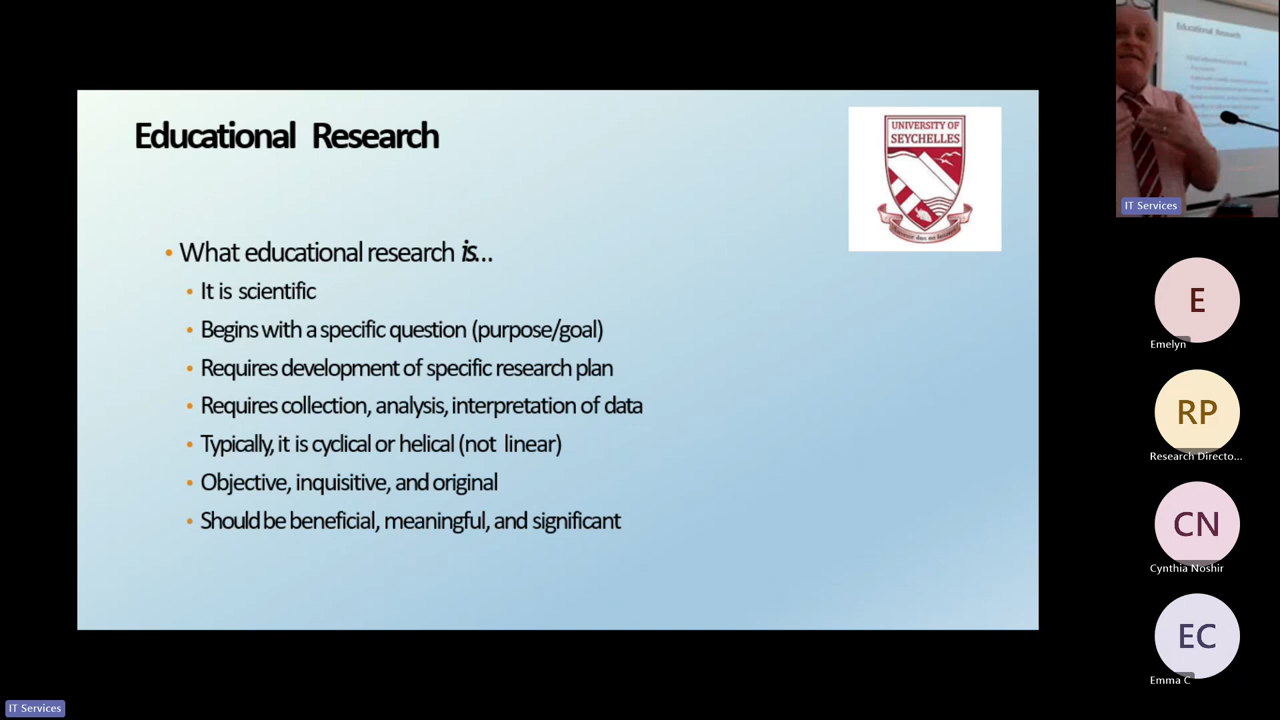 Educational Research
UNIVERSITY OF
SEYCHELLES
• What educational research is...
• It is scientific
• Begins with a specific question (purpose/goal)
• Requires development of specific research plan
• Requires collection, analysis, interpretation of data
• Typically, it is cyclical or helical (not linear)
• Objective, inquisitive, and original
• Should be beneficial, meaningful, and significant
Educational Research
IT Services
E
Emelyn
RP
Research Directo...
CN
Cynthia Noshir
EC
Emma C
IT Services